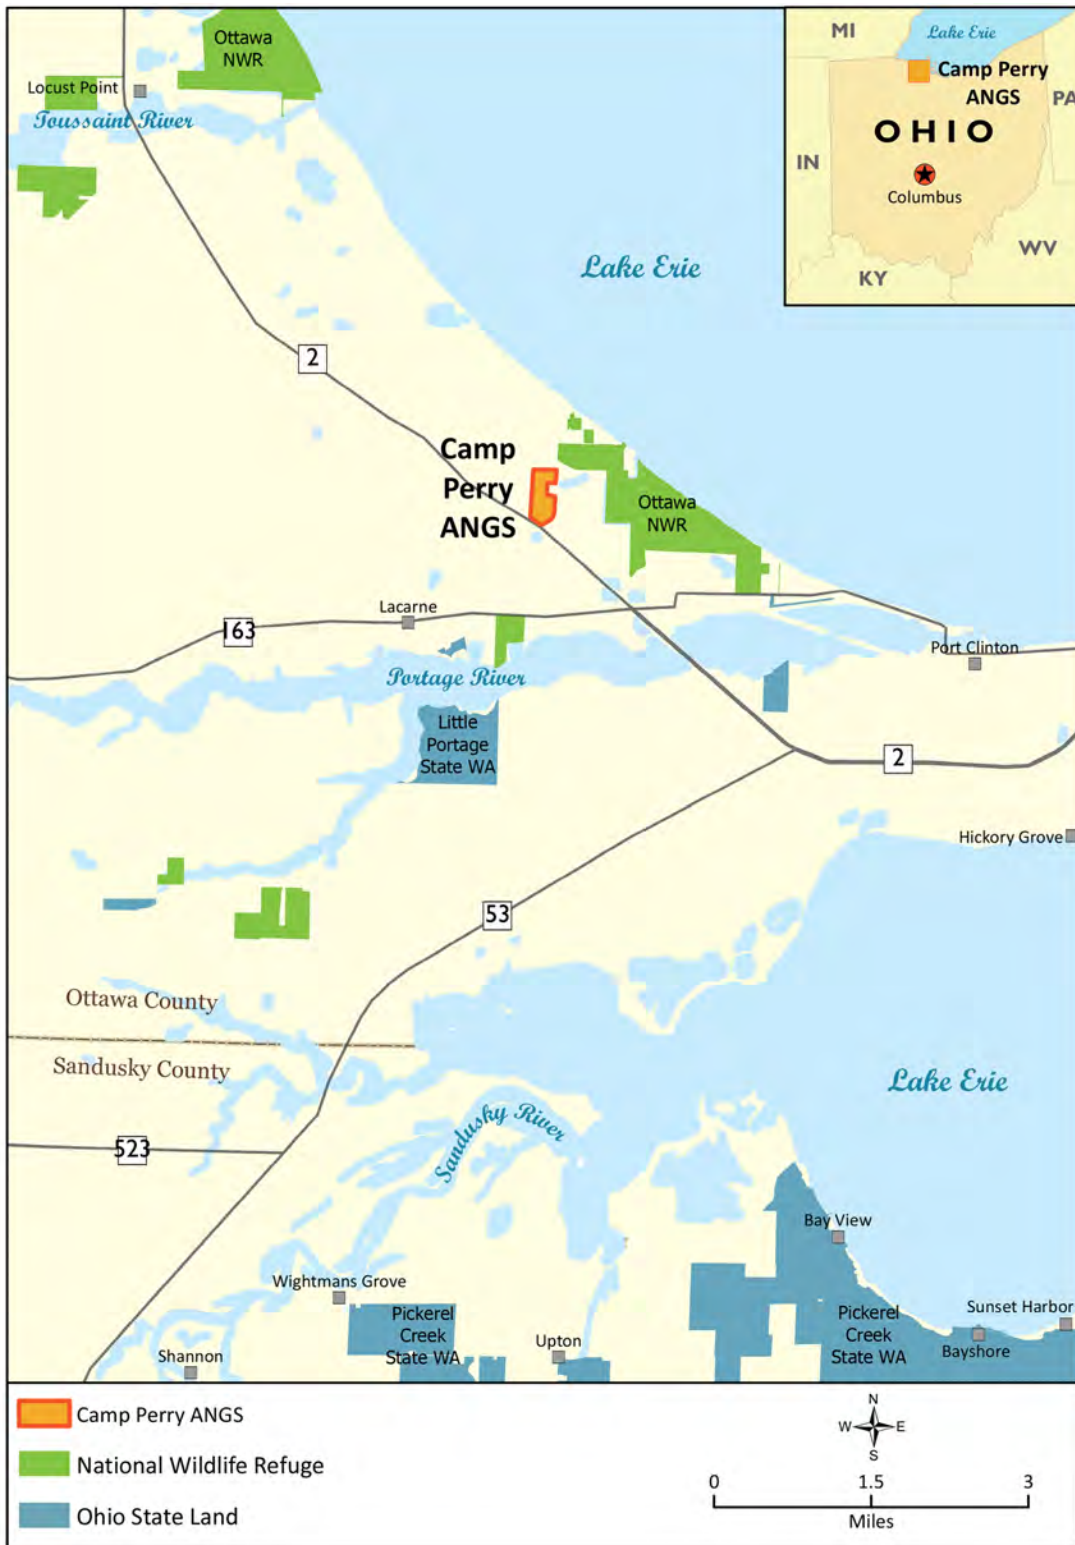 Ottawa
NWR
Locust Point
Toussaint River
MI
Lake Erie
Camp Perry
ANGS
PA
OHIO
IN
Columbus
WV
KY
Lake Erie
2
Camp
Perry
ANGS
Ottawa
NWR
Lacarne
163
Port Clinton
Portage River
Little
Portage
State WA
2
Hickory Grove
53
Ottawa County
Sandusky County
Lake Erie
Sandusky River
523
Bay View
Wightmans Grove
Pickerel
Creek
State WA
Upton
Shannon
Pickerel
Creek
State WA
Sunset Harbor
Bayshore
Camp Perry ANGS
National Wildlife Refuge
Ohio State Land
N
W
E
S
0
1.5
3
Miles